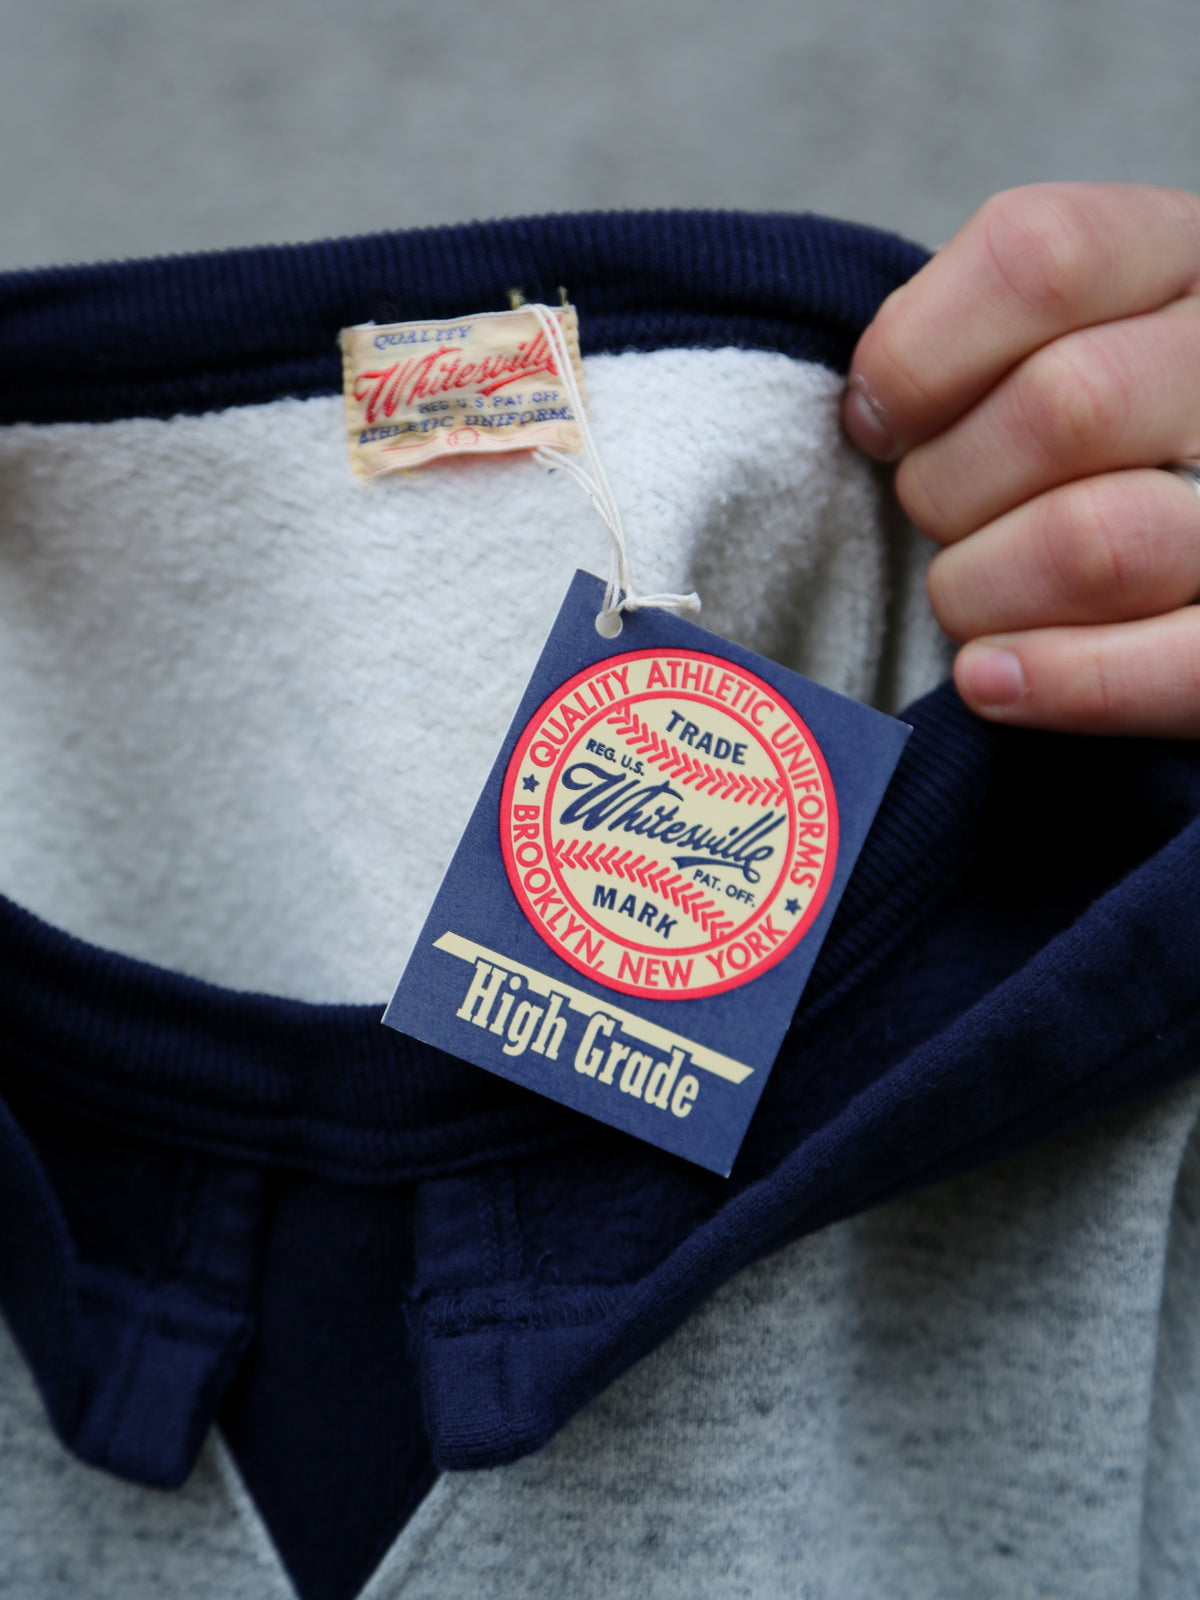 QUALITY
Whitesville
REG. U.S. PAT. OFF.
ATHLETIC UNIFORMS
QUALITY ATHLETIC UNIFORMS
TRADE
REG. U.S.
Whitesville
PAT. OFF.
MARK
BROOKLYN, NEW YORK
High Grade